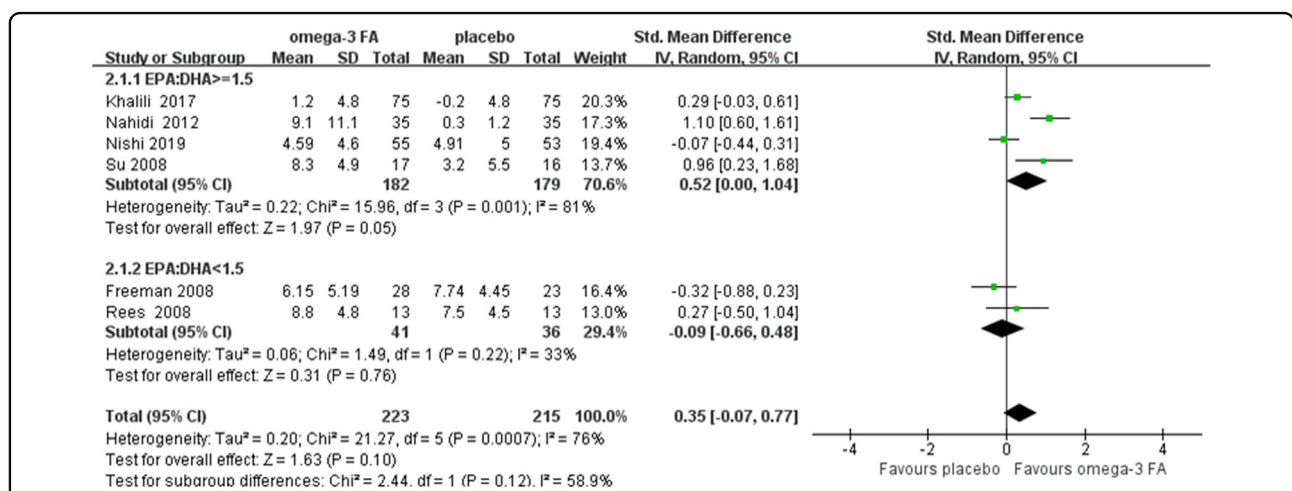 omega-3 FA placebo Std. Mean Difference Std. Mean Difference
Study or Subgroup Mean SD Total Mean SD Total Weight IV, Random, 95% CI IV, Random, 95% CI
2.1.1 EPA:DHA>=1.5
Khalili 2017 1.2 4.8 75 -0.2 4.8 75 20.3% 0.29 [-0.03, 0.61]
Nahidi 2012 9.1 11.1 35 0.3 1.2 35 17.3% 1.10 [0.60, 1.61]
Nishi 2019 4.59 4.6 55 4.91 5 53 19.4% -0.07 [-0.44, 0.31]
Su 2008 8.3 4.9 17 3.2 5.5 16 13.7% 0.96 [0.23, 1.68]
Subtotal (95% CI) 182 179 70.6% 0.52 [0.00, 1.04]
Heterogeneity: Tau² = 0.22; Chi² = 15.96, df = 3 (P = 0.001); I² = 81%
Test for overall effect: Z = 1.97 (P = 0.05)
2.1.2 EPA:DHA<1.5
Freeman 2008 6.15 5.19 28 7.74 4.45 23 16.4% -0.32 [-0.88, 0.23]
Rees 2008 8.8 4.8 13 7.5 4.5 13 13.0% 0.27 [-0.50, 1.04]
Subtotal (95% CI) 41 36 29.4% -0.09 [-0.66, 0.48]
Heterogeneity: Tau² = 0.06; Chi² = 1.49, df = 1 (P = 0.22); I² = 33%
Test for overall effect: Z = 0.31 (P = 0.76)
Total (95% CI) 223 215 100.0% 0.35 [-0.07, 0.77]
Heterogeneity: Tau² = 0.20; Chi² = 21.27, df = 5 (P = 0.0007); I² = 76%
Test for overall effect: Z = 1.63 (P = 0.10)
Test for subgroup differences: Chi² = 2.44, df = 1 (P = 0.12), I² = 58.9%
-4 -2 0 2 4
Favours placebo Favours omega-3 FA